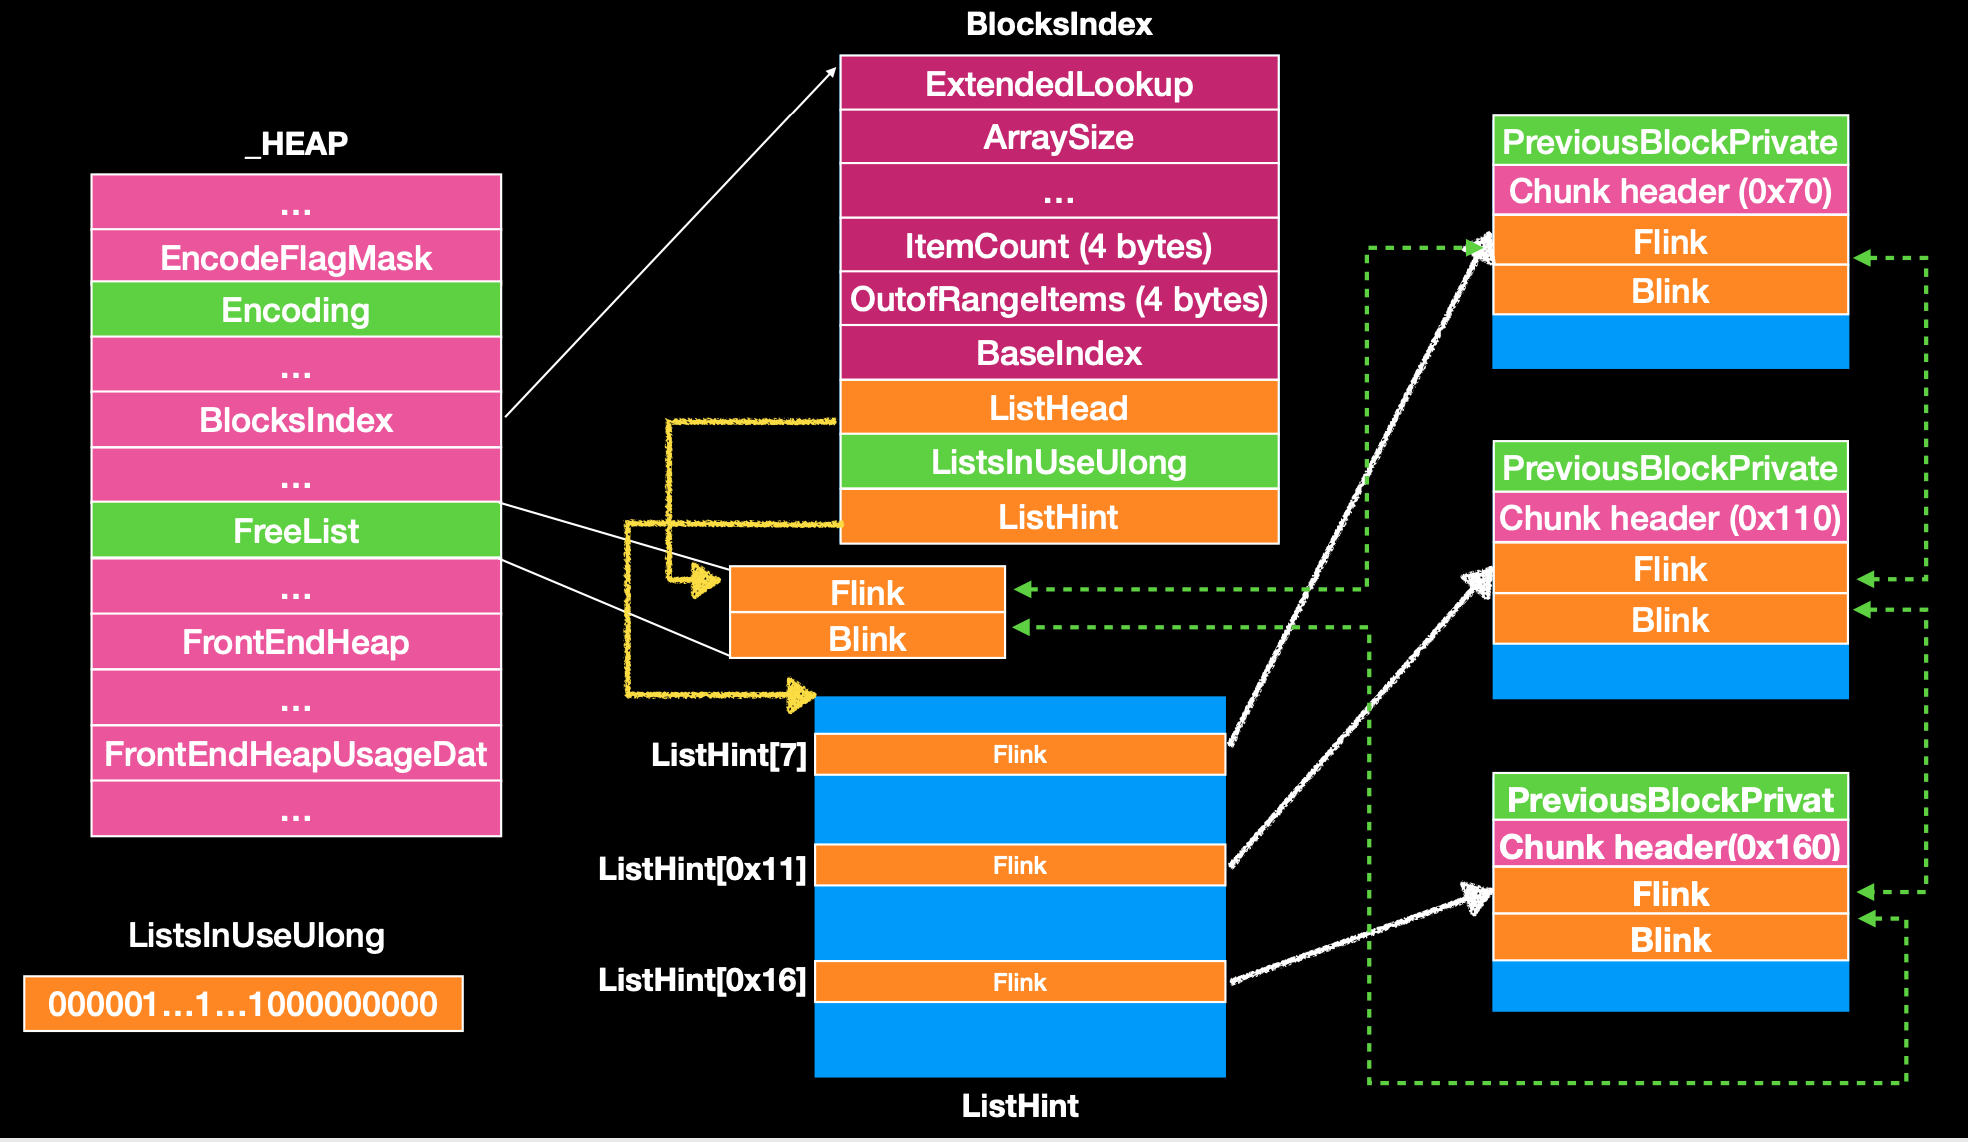 _HEAP
...
EncodeFlagMask
Encoding
...
BlocksIndex
...
FreeList
...
FrontEndHeap
...
FrontEndHeapUsageDat
...
ListsInUseUlong
000001...1...1000000000
BlocksIndex
ExtendedLookup
ArraySize
...
ItemCount (4 bytes)
OutofRangeItems (4 bytes)
BaseIndex
ListHead
ListsInUseUlong
ListHint
Flink
Blink
ListHint[7]
Flink
ListHint[0x11]
Flink
ListHint[0x16]
Flink
ListHint
PreviousBlockPrivate
Chunk header (0x70)
Flink
Blink
PreviousBlockPrivate
Chunk header (0x110)
Flink
Blink
PreviousBlockPrivat
Chunk header(0x160)
Flink
Blink